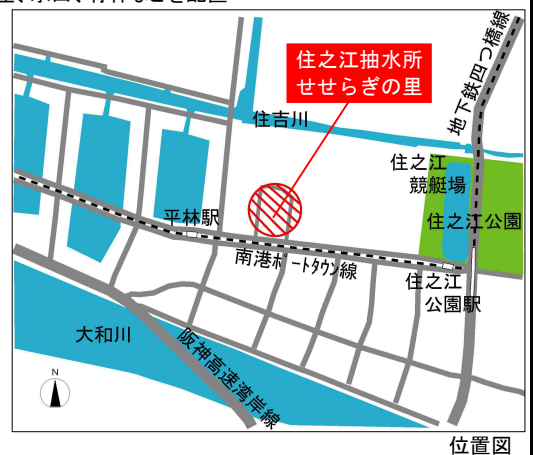 住之江抽水所
せせらぎの里
地下鉄四つ橋線
住吉川
住之江
競艇場
住之江公園
平林駅
南港ポートタウン線
住之江
公園駅
大和川
阪神高速湾岸線
N
位置図